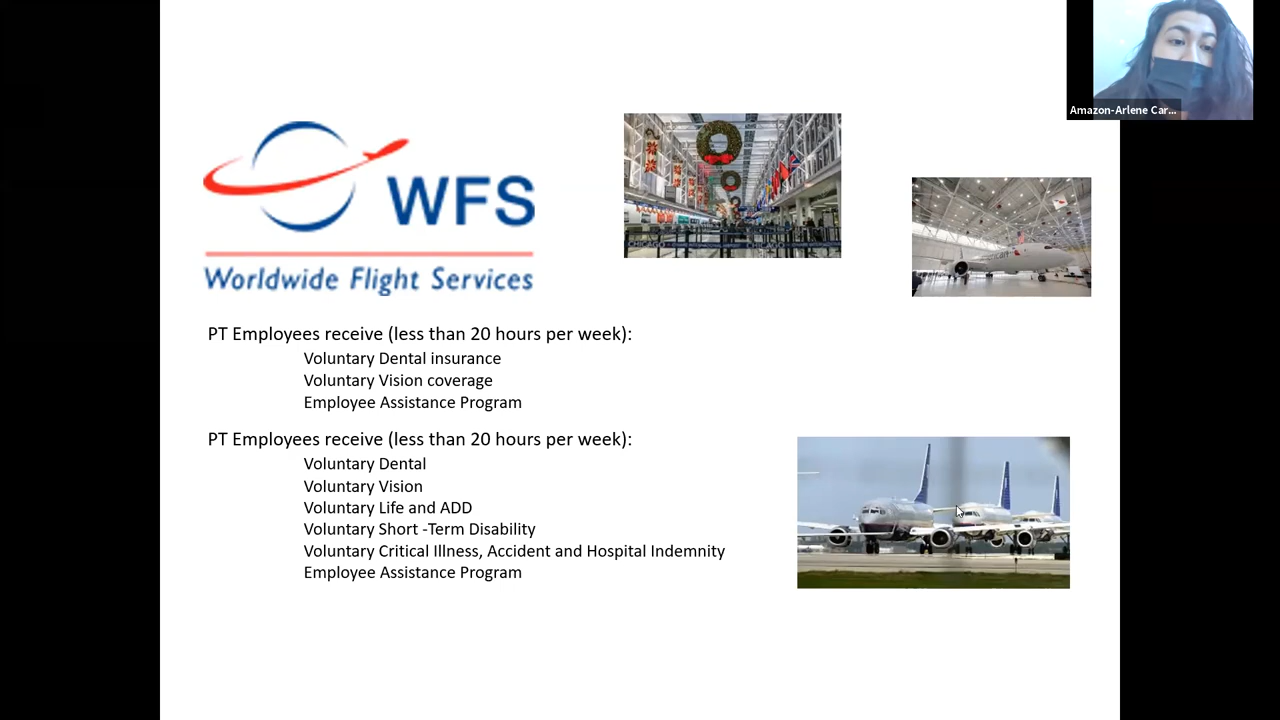 Amazon-Arlene Car...
WFS
Worldwide Flight Services
CHICAGO
CHICAGO
PT Employees receive (less than 20 hours per week):
Voluntary Dental insurance
Voluntary Vision coverage
Employee Assistance Program
PT Employees receive (less than 20 hours per week):
Voluntary Dental
Voluntary Vision
Voluntary Life and ADD
Voluntary Short -Term Disability
Voluntary Critical Illness, Accident and Hospital Indemnity
Employee Assistance Program